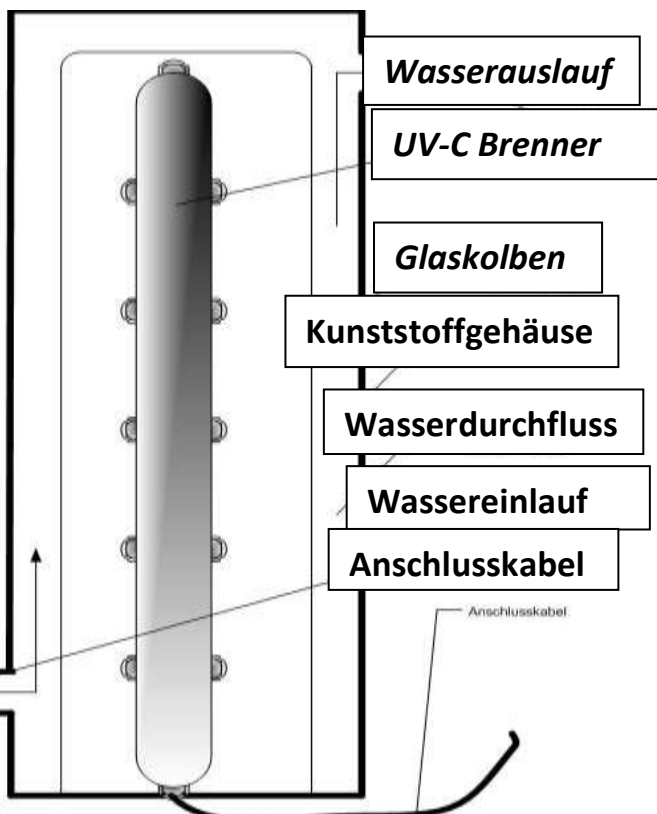 Wasserauslauf
UV-C Brenner
Glaskolben
Kunststoffgehäuse
Wasserdurchfluss
Wassereinlauf
Anschlusskabel
Anschlusskabel